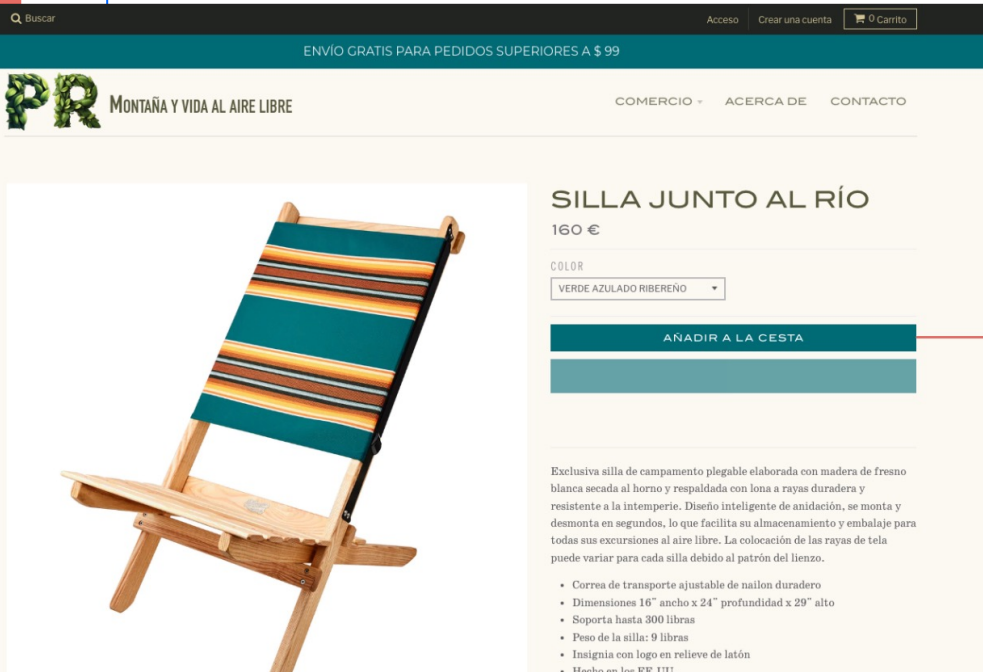 Buscar
Acceso
Crear una cuenta
0 Carrito
ENVÍO GRATIS PARA PEDIDOS SUPERIORES A $ 99
PR
MONTAÑA Y VIDA AL AIRE LIBRE
COMERCIO
ACERCA DE
CONTACTO
SILLA JUNTO AL RÍO
160 €
COLOR
VERDE AZULADO RIBEREÑO
AÑADIR A LA CESTA
Exclusiva silla de campamento plegable elaborada con madera de fresno
blanca secada al horno y respaldada con lona a rayas duradera y
resistente a la intemperie. Diseño inteligente de anidación, se monta y
desmonta en segundos, lo que facilita su almacenamiento y embalaje para
todas sus excursiones al aire libre. La colocación de las rayas de tela
puede variar para cada silla debido al patrón del lienzo.
• Correa de transporte ajustable de nailon duradero
• Dimensiones 16" ancho x 24" profundidad x 29" alto
• Soporta hasta 300 libras
• Peso de la silla: 9 libras
• Insignia con logo en relieve de latón
• Hecho en los EE.UU.